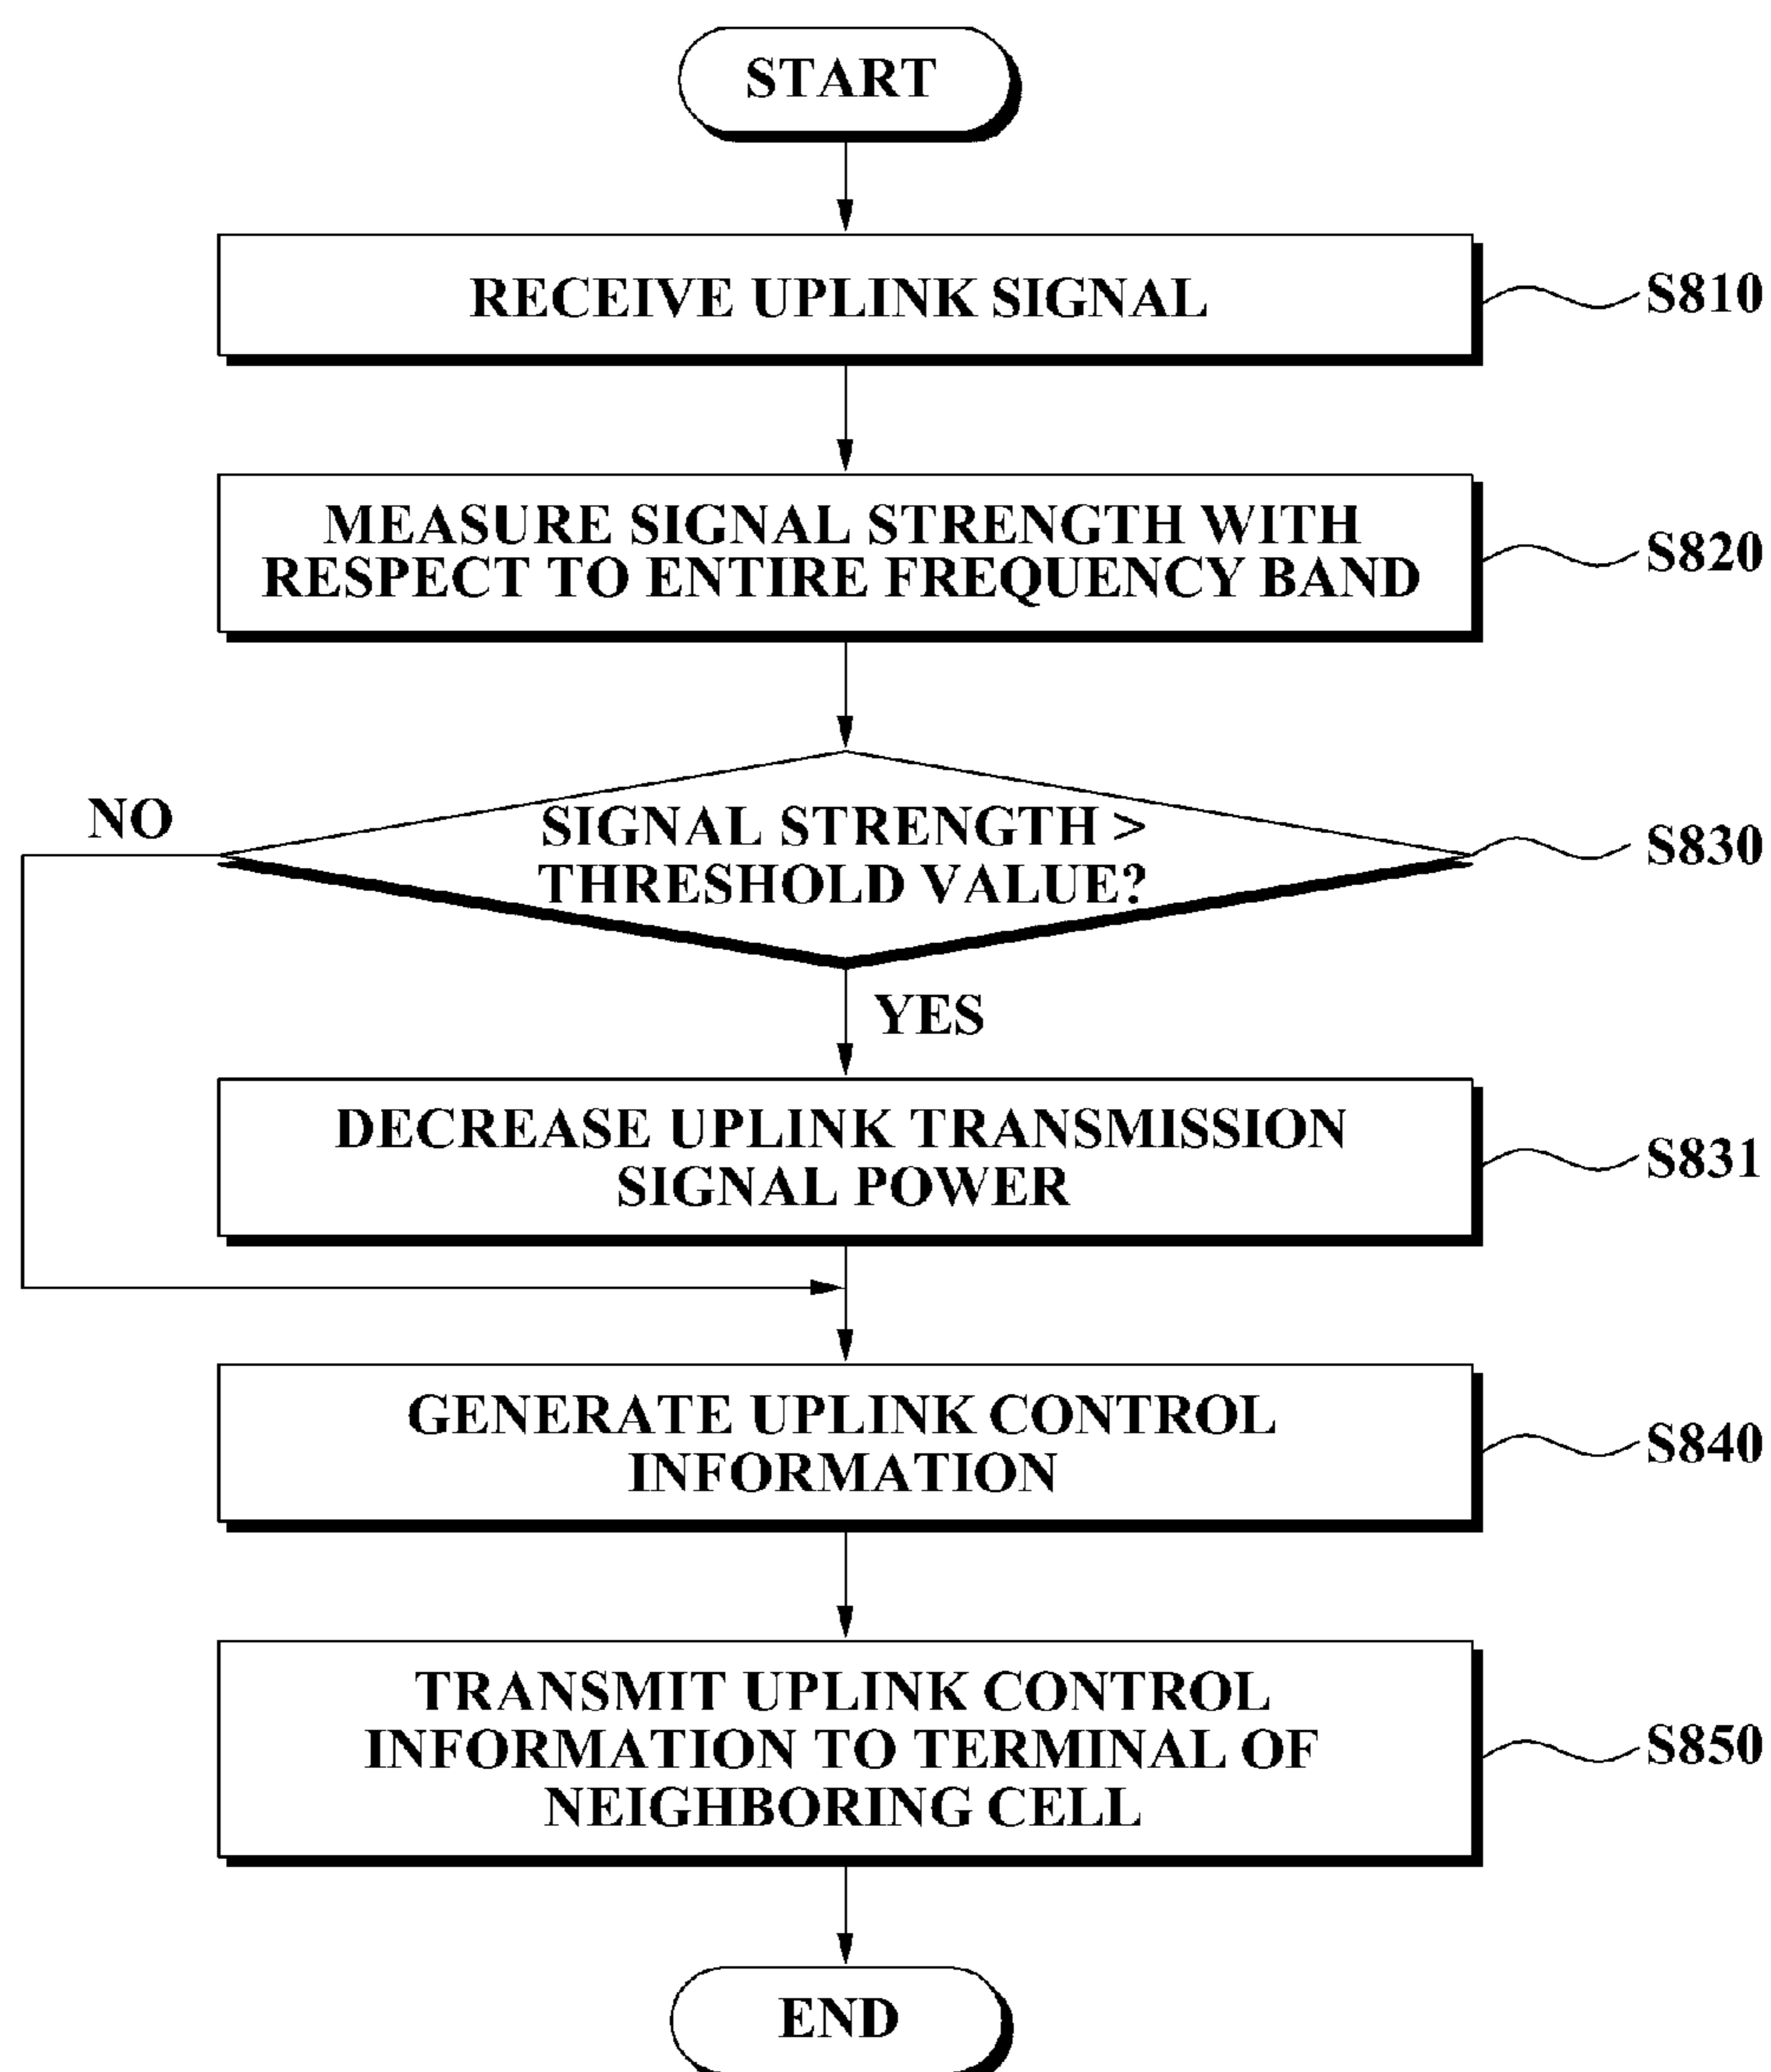 START
RECEIVE UPLINK SIGNAL
S810
MEASURE SIGNAL STRENGTH WITH
RESPECT TO ENTIRE FREQUENCY BAND
S820
NO
SIGNAL STRENGTH >
THRESHOLD VALUE?
S830
YES
DECREASE UPLINK TRANSMISSION
SIGNAL POWER
S831
GENERATE UPLINK CONTROL
INFORMATION
S840
TRANSMIT UPLINK CONTROL
INFORMATION TO TERMINAL OF
NEIGHBORING CELL
S850
END